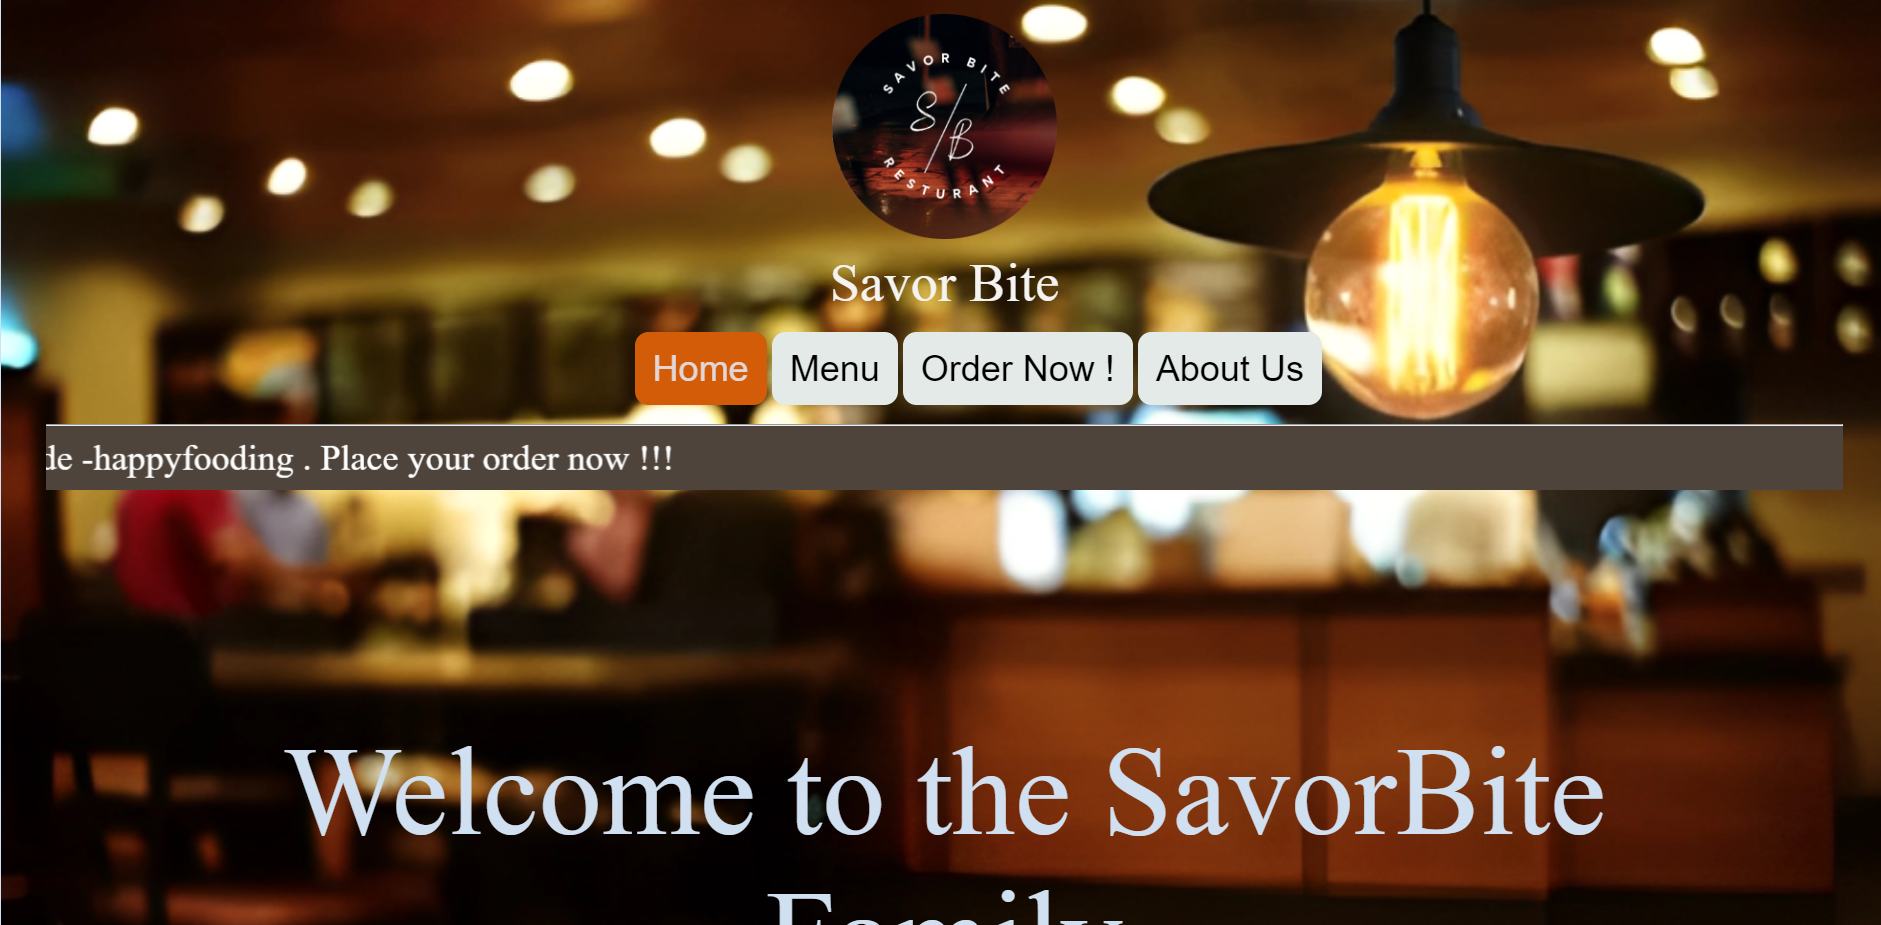 SAVOR BITE
S/B
RESTURANT
Savor Bite
Home Menu Order Now ! About Us
de -happyfooding . Place your order now !!!
Welcome to the SavorBite
Family